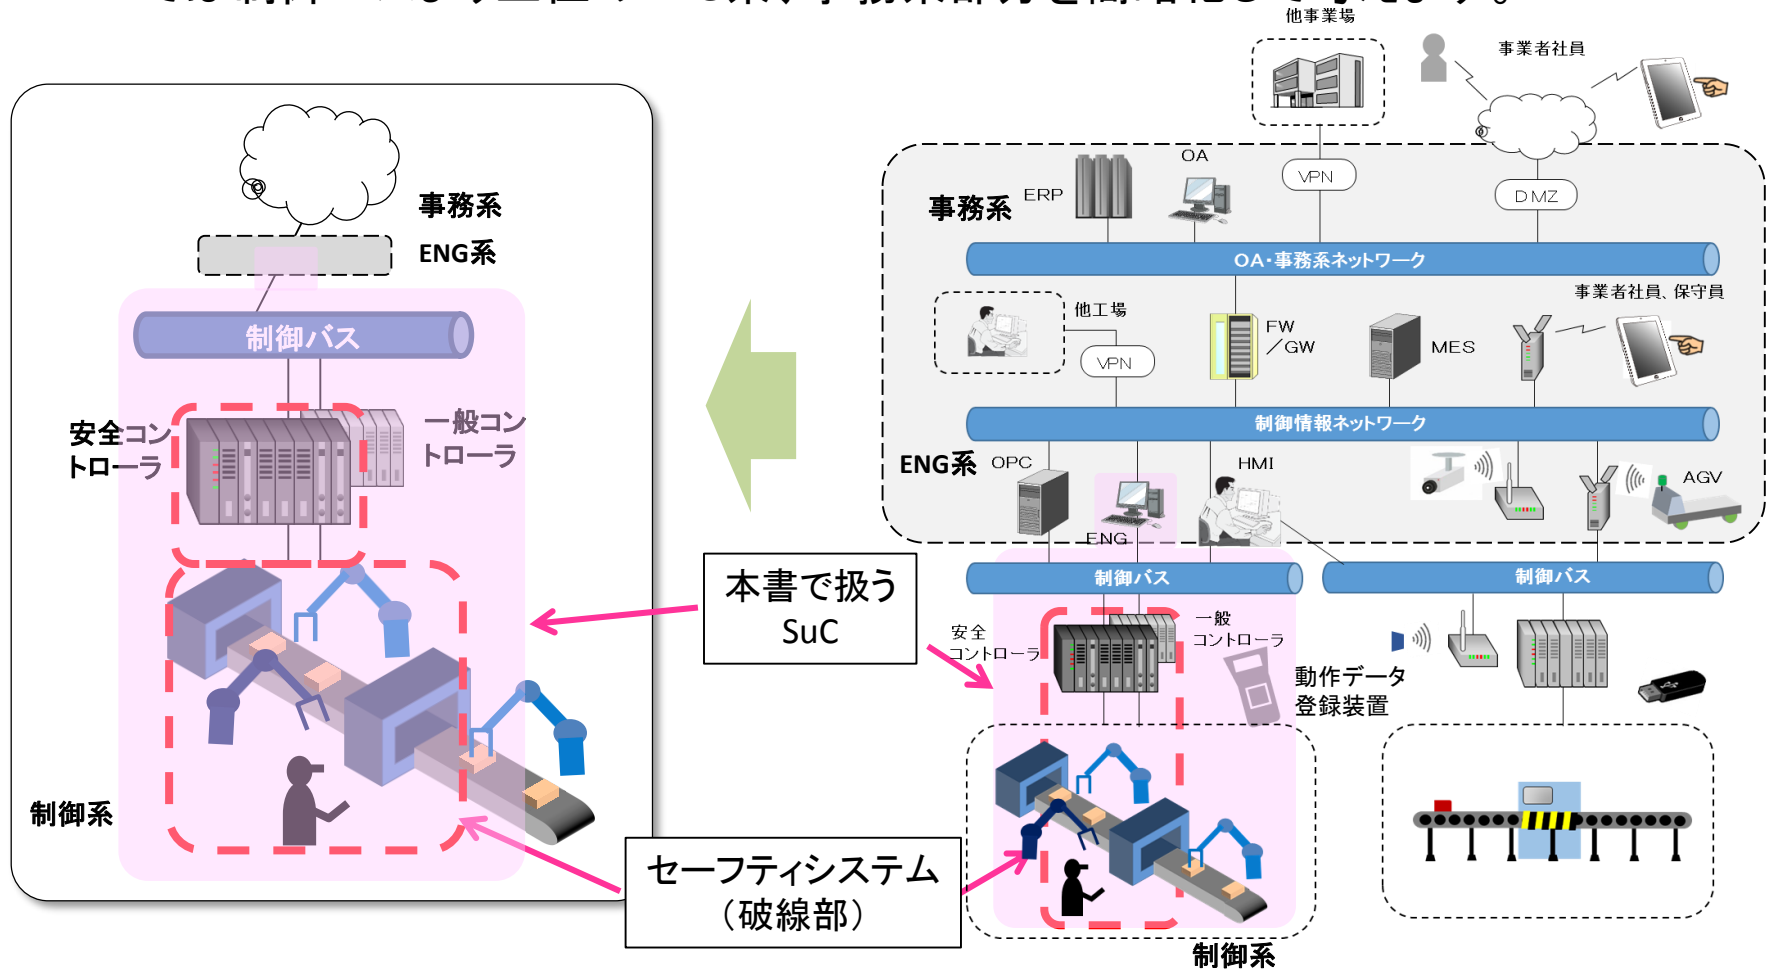 他事業場
事業者社員
事務系
ENG系
制御バス
安全コン
トローラ
一般コン
トローラ
制御系
本書で扱う
SuC
セーフティシステム
（破線部）
事務系
ERP
OA
VPN
DMZ
OA・事務系ネットワーク
他工場
VPN
FW
／GW
MES
事業者社員、保守員
制御情報ネットワーク
ENG系
OPC
ENG
HMI
AGV
制御バス
制御バス
安全
コントローラ
一般
コントローラ
動作データ
登録装置
制御系